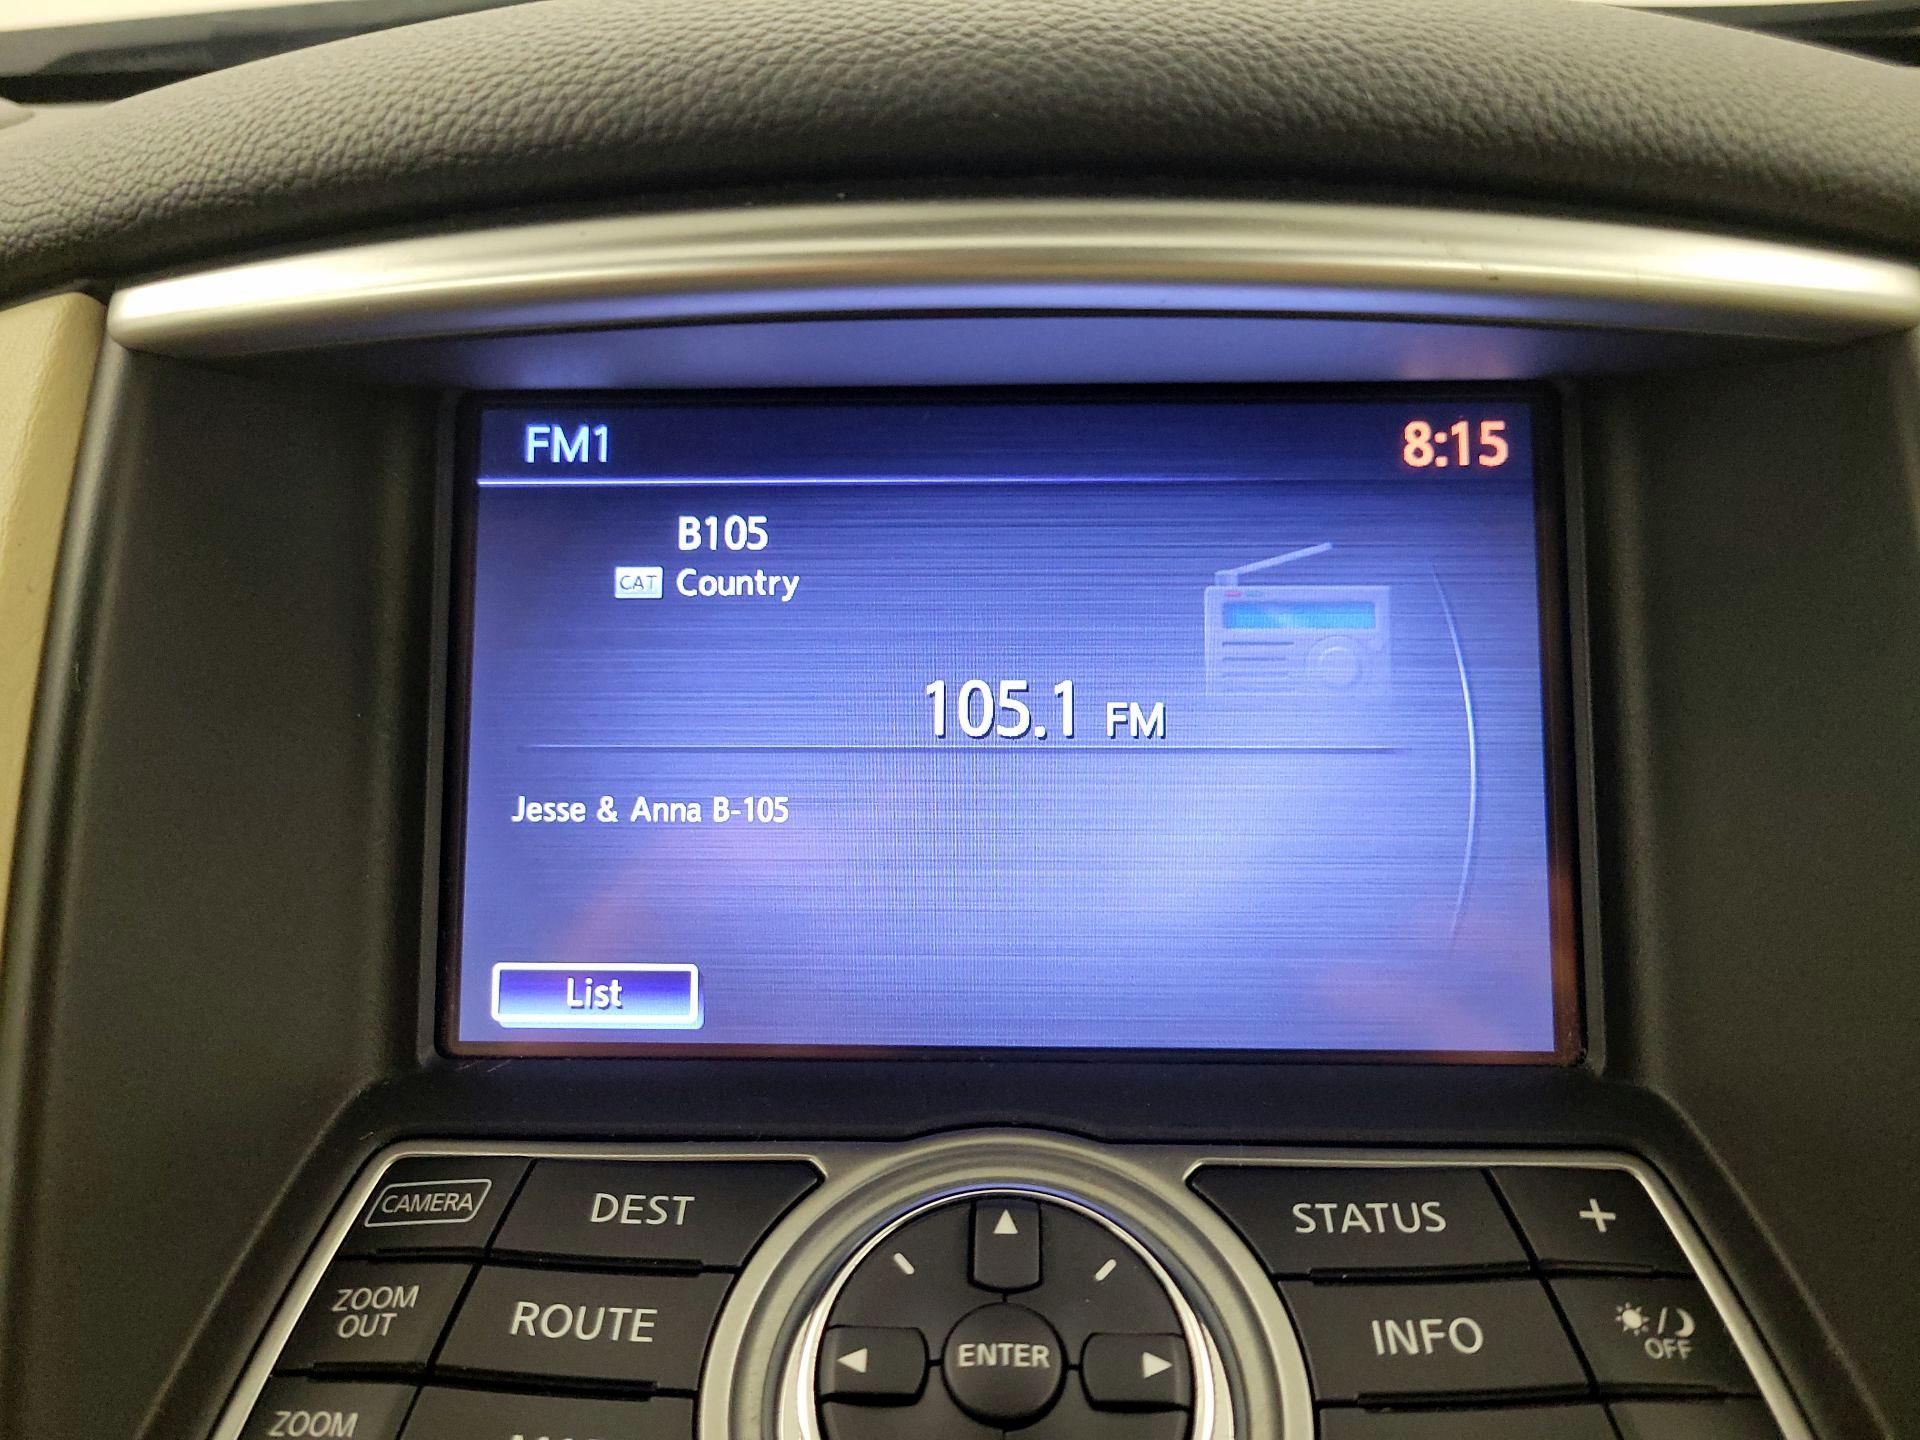 FM1
8:15
B105
CAT Country
105.1 FM
Jesse & Anna B-105
List
CAMERA
DEST
STATUS
+
ZOOM
OUT
ROUTE
ENTER
INFO
/
OFF
ZOOM